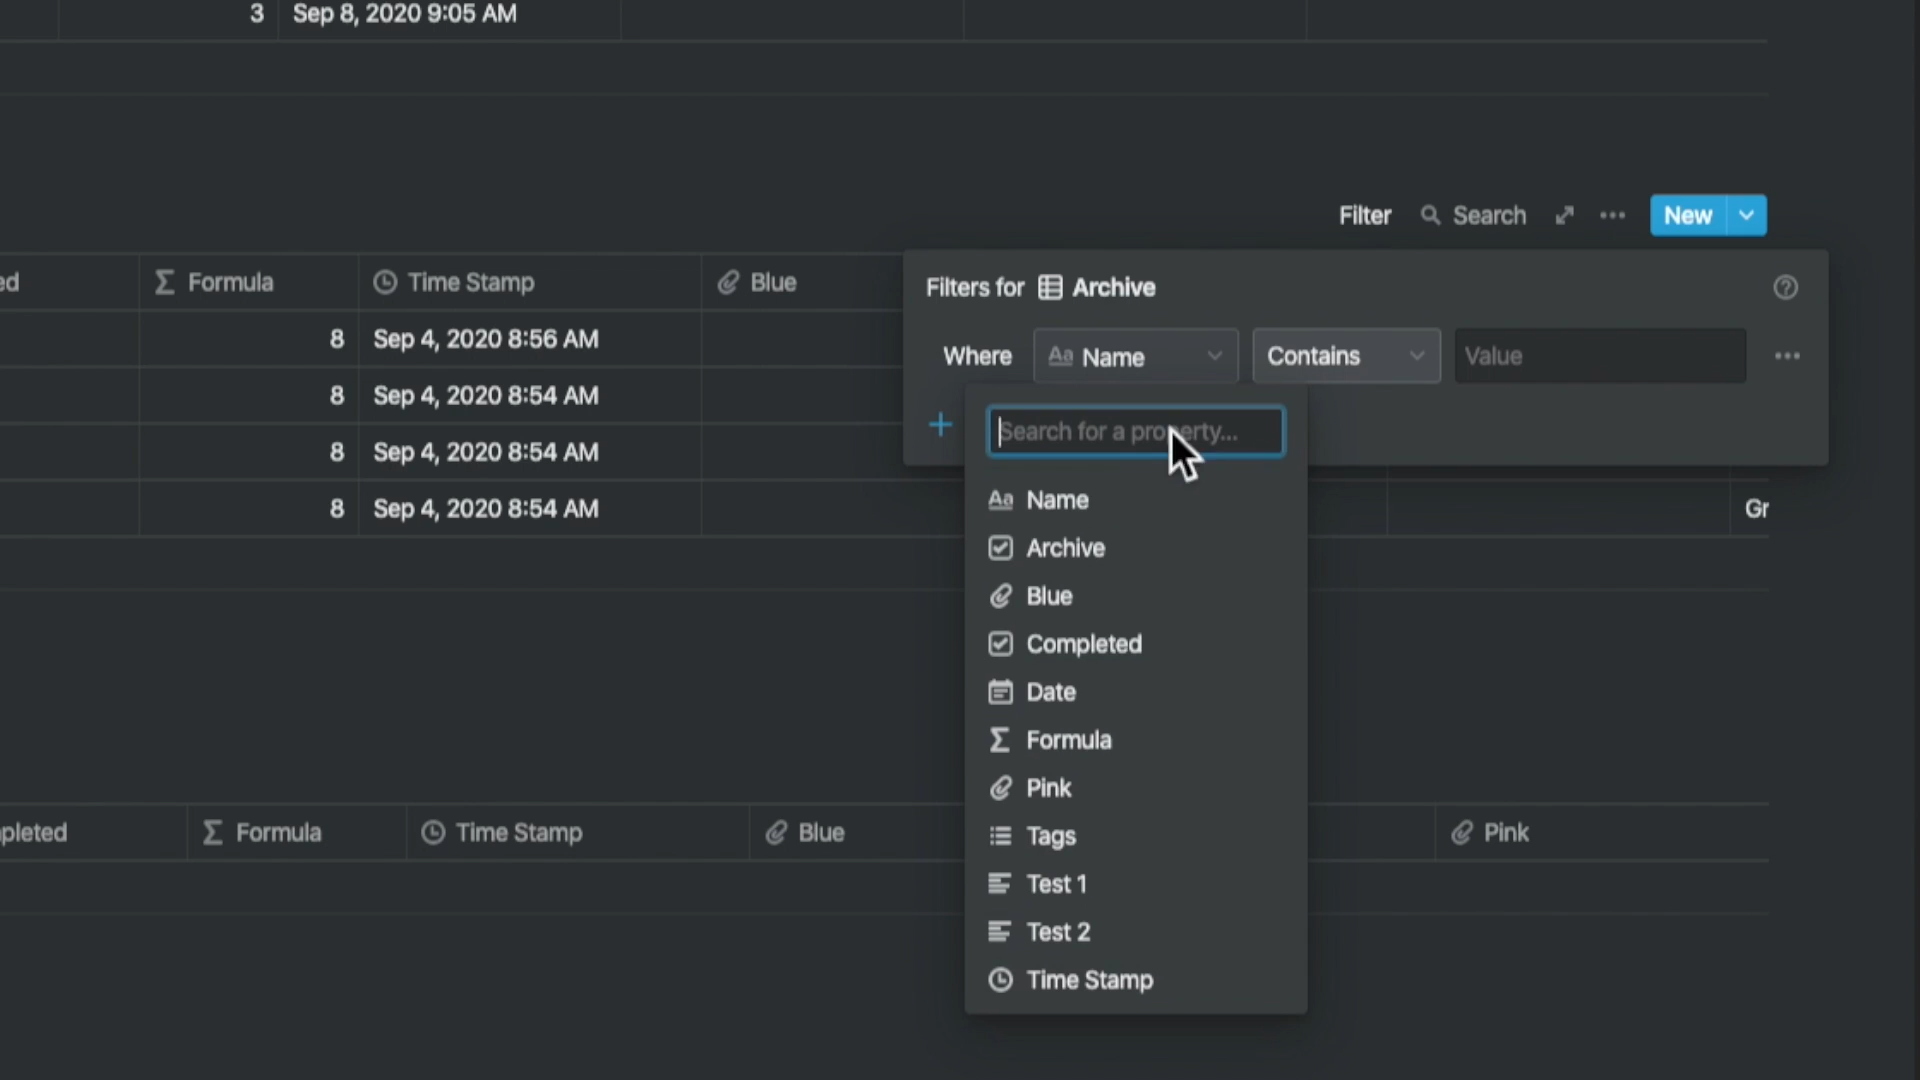 3 Sep 8, 2020 9:05 AM
Filter Search New
ed Formula Time Stamp Blue
Filters for Archive
8 Sep 4, 2020 8:56 AM
Where Name Contains Value
8 Sep 4, 2020 8:54 AM
Search for a property...
8 Sep 4, 2020 8:54 AM
8 Sep 4, 2020 8:54 AM Gr
Aa Name
Archive
Blue
Completed
Date
Formula
Pink
Tags
Test 1
Test 2
Time Stamp
pleted Formula Time Stamp Blue Pink